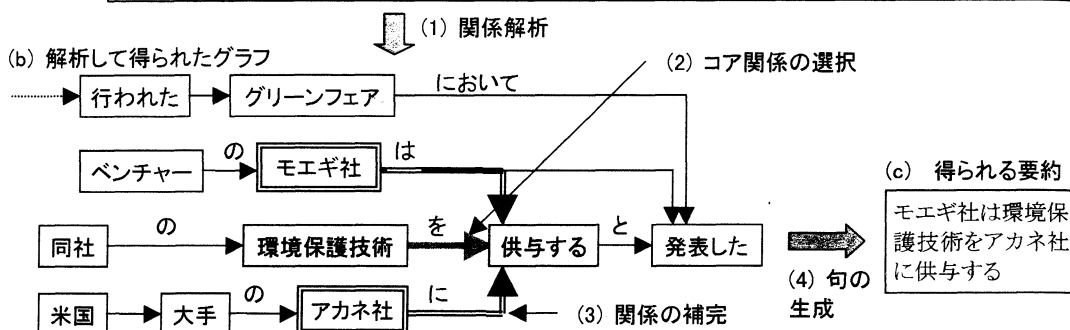 (1) 関係解析
(b) 解析して得られたグラフ
(2) コア関係の選択
行われた
グリーンフェア
において
ベンチャー
の
モエギ社
は
(c) 得られる要約
モエギ社は環境保
護技術をアカネ社
に供与する
同社
の
環境保護技術
を
供与する
と
発表した
(4) 句の
生成
米国
大手
の
アカネ社
に
(3) 関係の補完